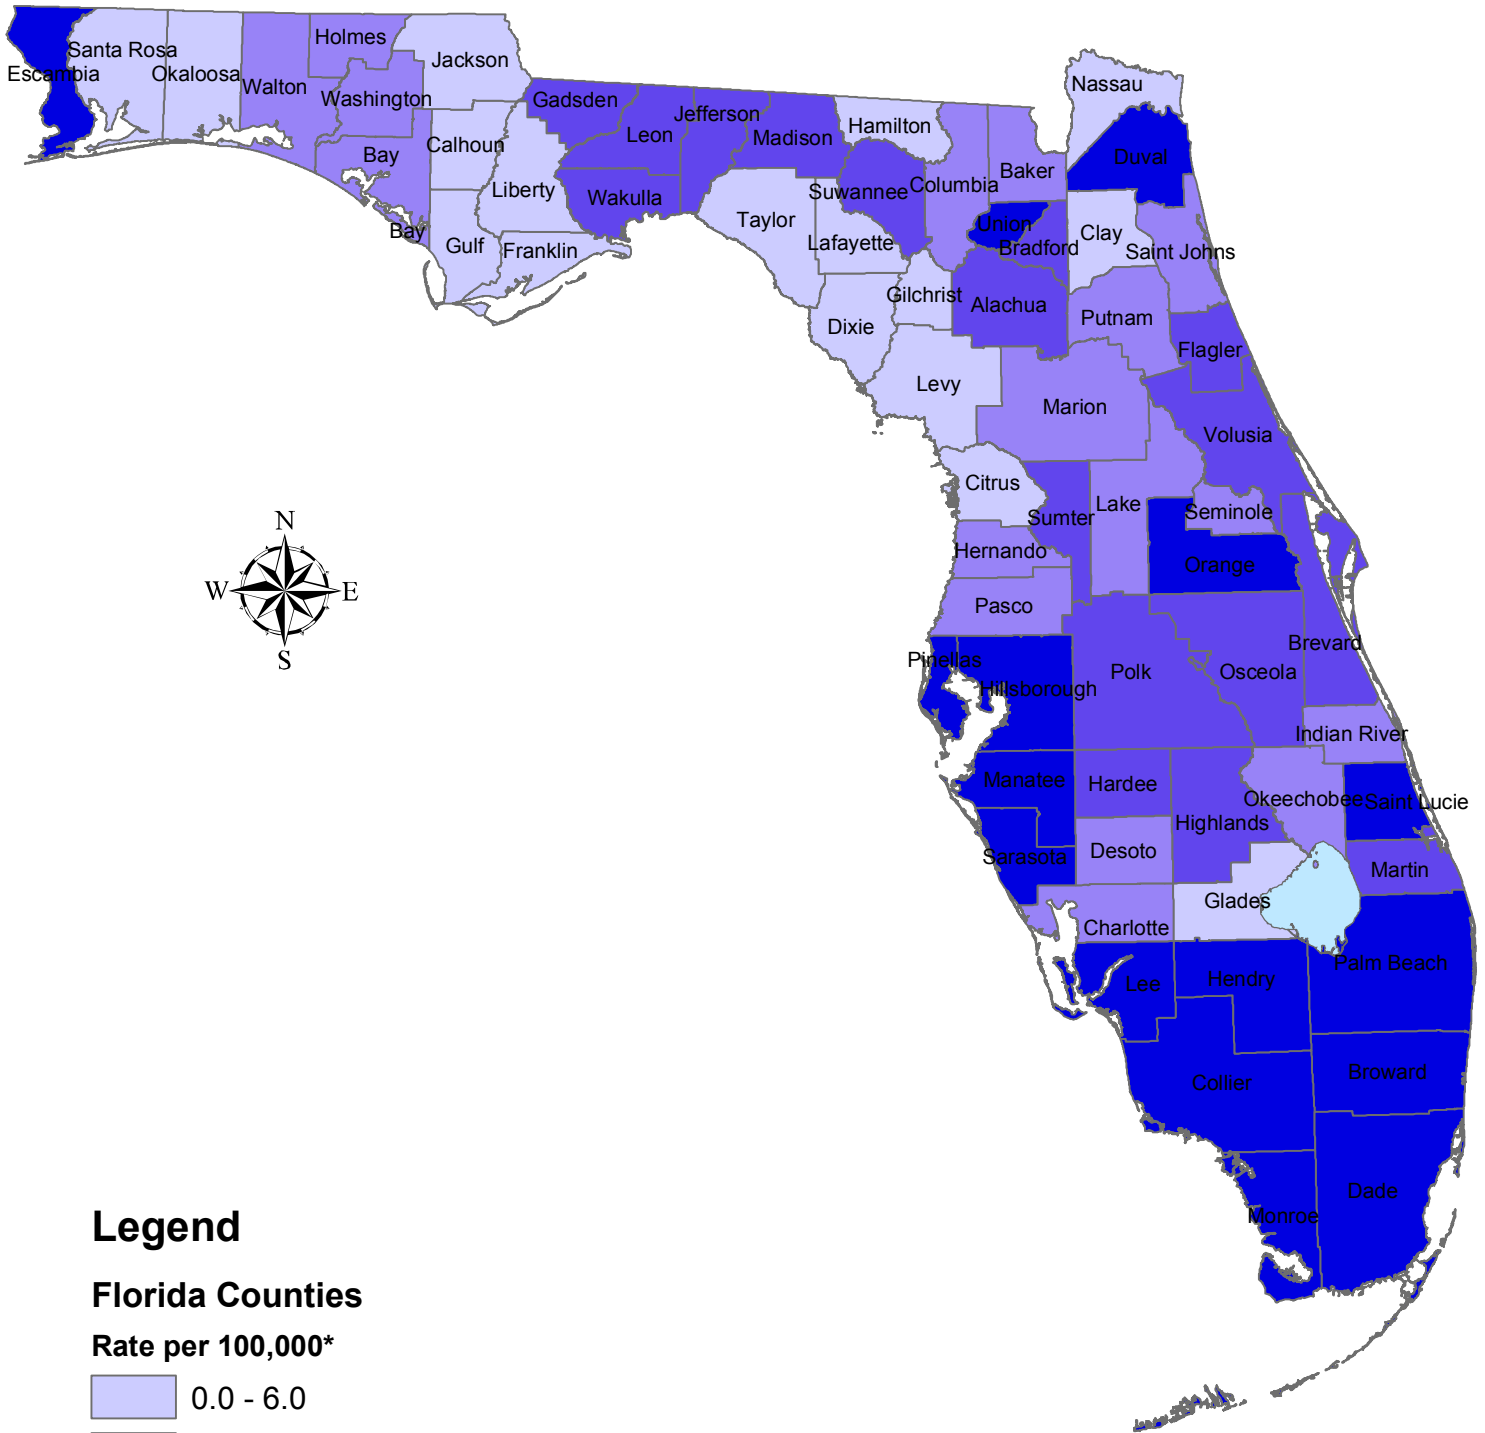 Holmes
Jackson
Santa Rosa
Escambia
Okaloosa
Walton
Washington
Nassau
Gadsden
Jefferson
Leon
Madison
Hamilton
Calhoun
Bay
Duval
Baker
Columbia
Suwannee
Liberty
Wakulla
Taylor
Union
Bay
Gulf
Franklin
Lafayette
Bradford
Clay
Saint Johns
Gilchrist
Alachua
Putnam
Dixie
Flagler
Levy
Marion
Volusia
Citrus
Lake
Sumter
Seminole
N
Hernando
Orange
W
E
Pasco
S
Brevard
Pinellas
Hillsborough
Polk
Osceola
Indian River
Manatee
Hardee
Okeechobee
Saint Lucie
Highlands
Sarasota
Desoto
Martin
Glades
Charlotte
Palm Beach
Lee
Hendry
Collier
Broward
Dade
Monroe
Legend
Florida Counties
Rate per 100,000*
0.0 - 6.0